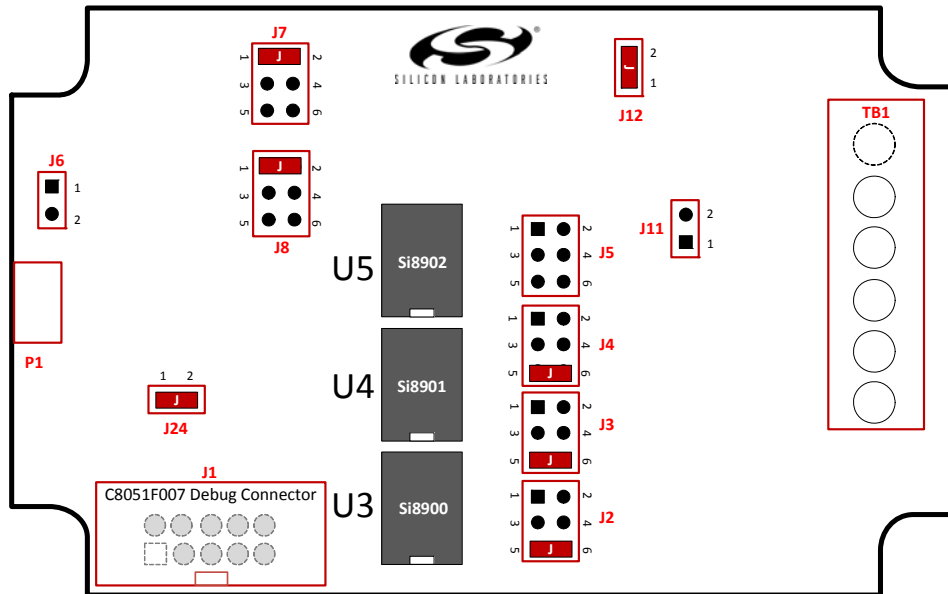 J7
1 J 2
3 4
5 6
SILICON LABORATORIES
2
J
1
J12
TB1
J6
1
2
1 J 2
3 4
5 6
J8
U5
Si8902
1 2
3 4
5 6
J5
J11
2
1
P1
U4
Si8901
1 2
3 4
5 J 6
J4
1 2
J
J24
1 2
3 4
5 J 6
J3
J1
C8051F007 Debug Connector
U3
Si8900
1 2
3 4
5 J 6
J2